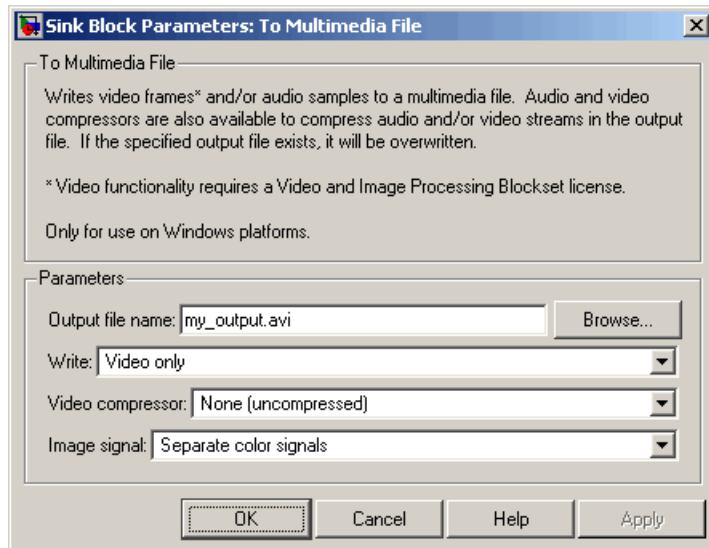 Sink Block Parameters: To Multimedia File
To Multimedia File
Writes video frames* and/or audio samples to a multimedia file. Audio and video
compressors are also available to compress audio and/or video streams in the output
file. If the specified output file exists, it will be overwritten.
* Video functionality requires a Video and Image Processing Blockset license.
Only for use on Windows platforms.
Parameters
Output file name: my_output.avi Browse...
Write: Video only
Video compressor: None (uncompressed)
Image signal: Separate color signals
OK Cancel Help Apply